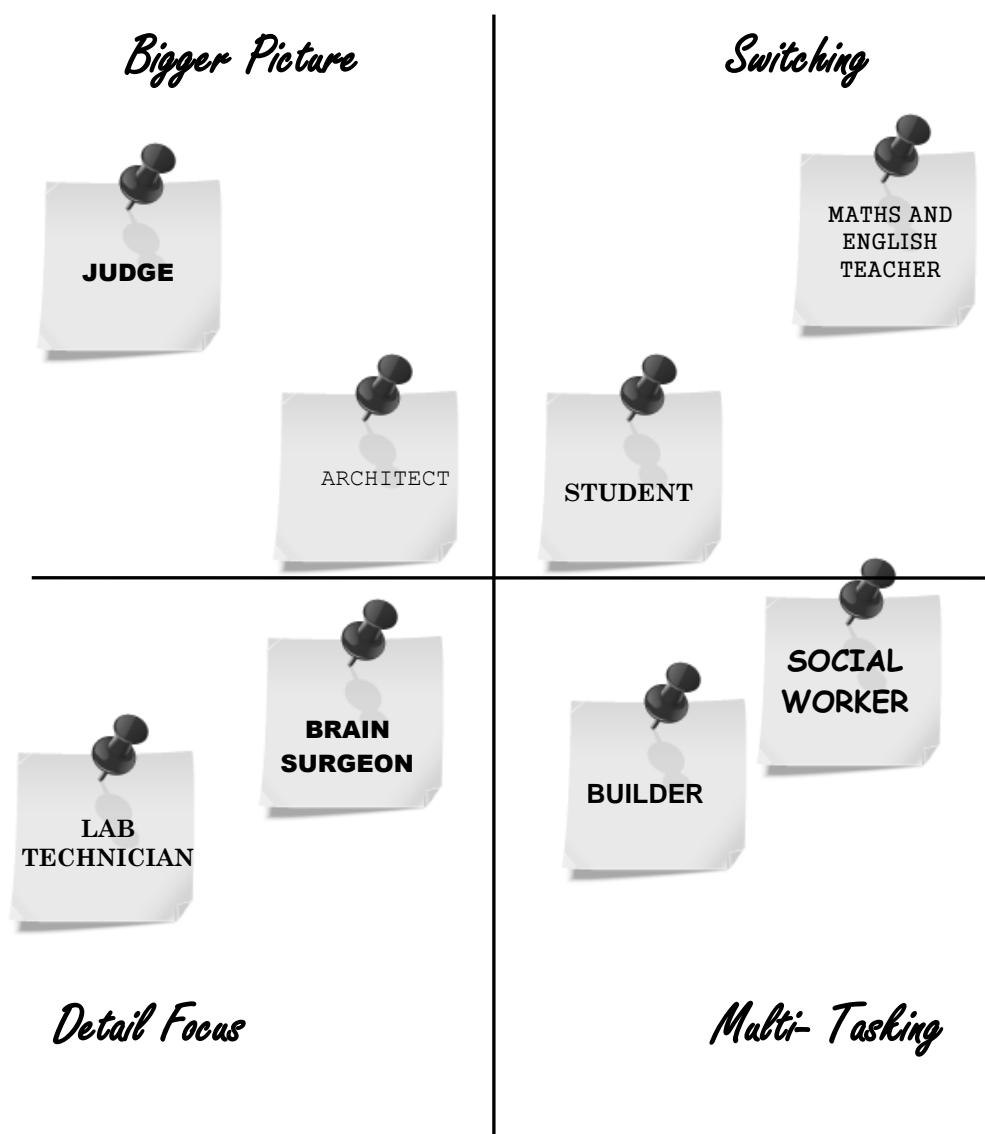 Bigger Picture
Switching
JUDGE
MATHS AND
ENGLISH
TEACHER
ARCHITECT
STUDENT
BRAIN
SURGEON
LAB
TECHNICIAN
SOCIAL
WORKER
BUILDER
Detail Focus
Multi- Tasking